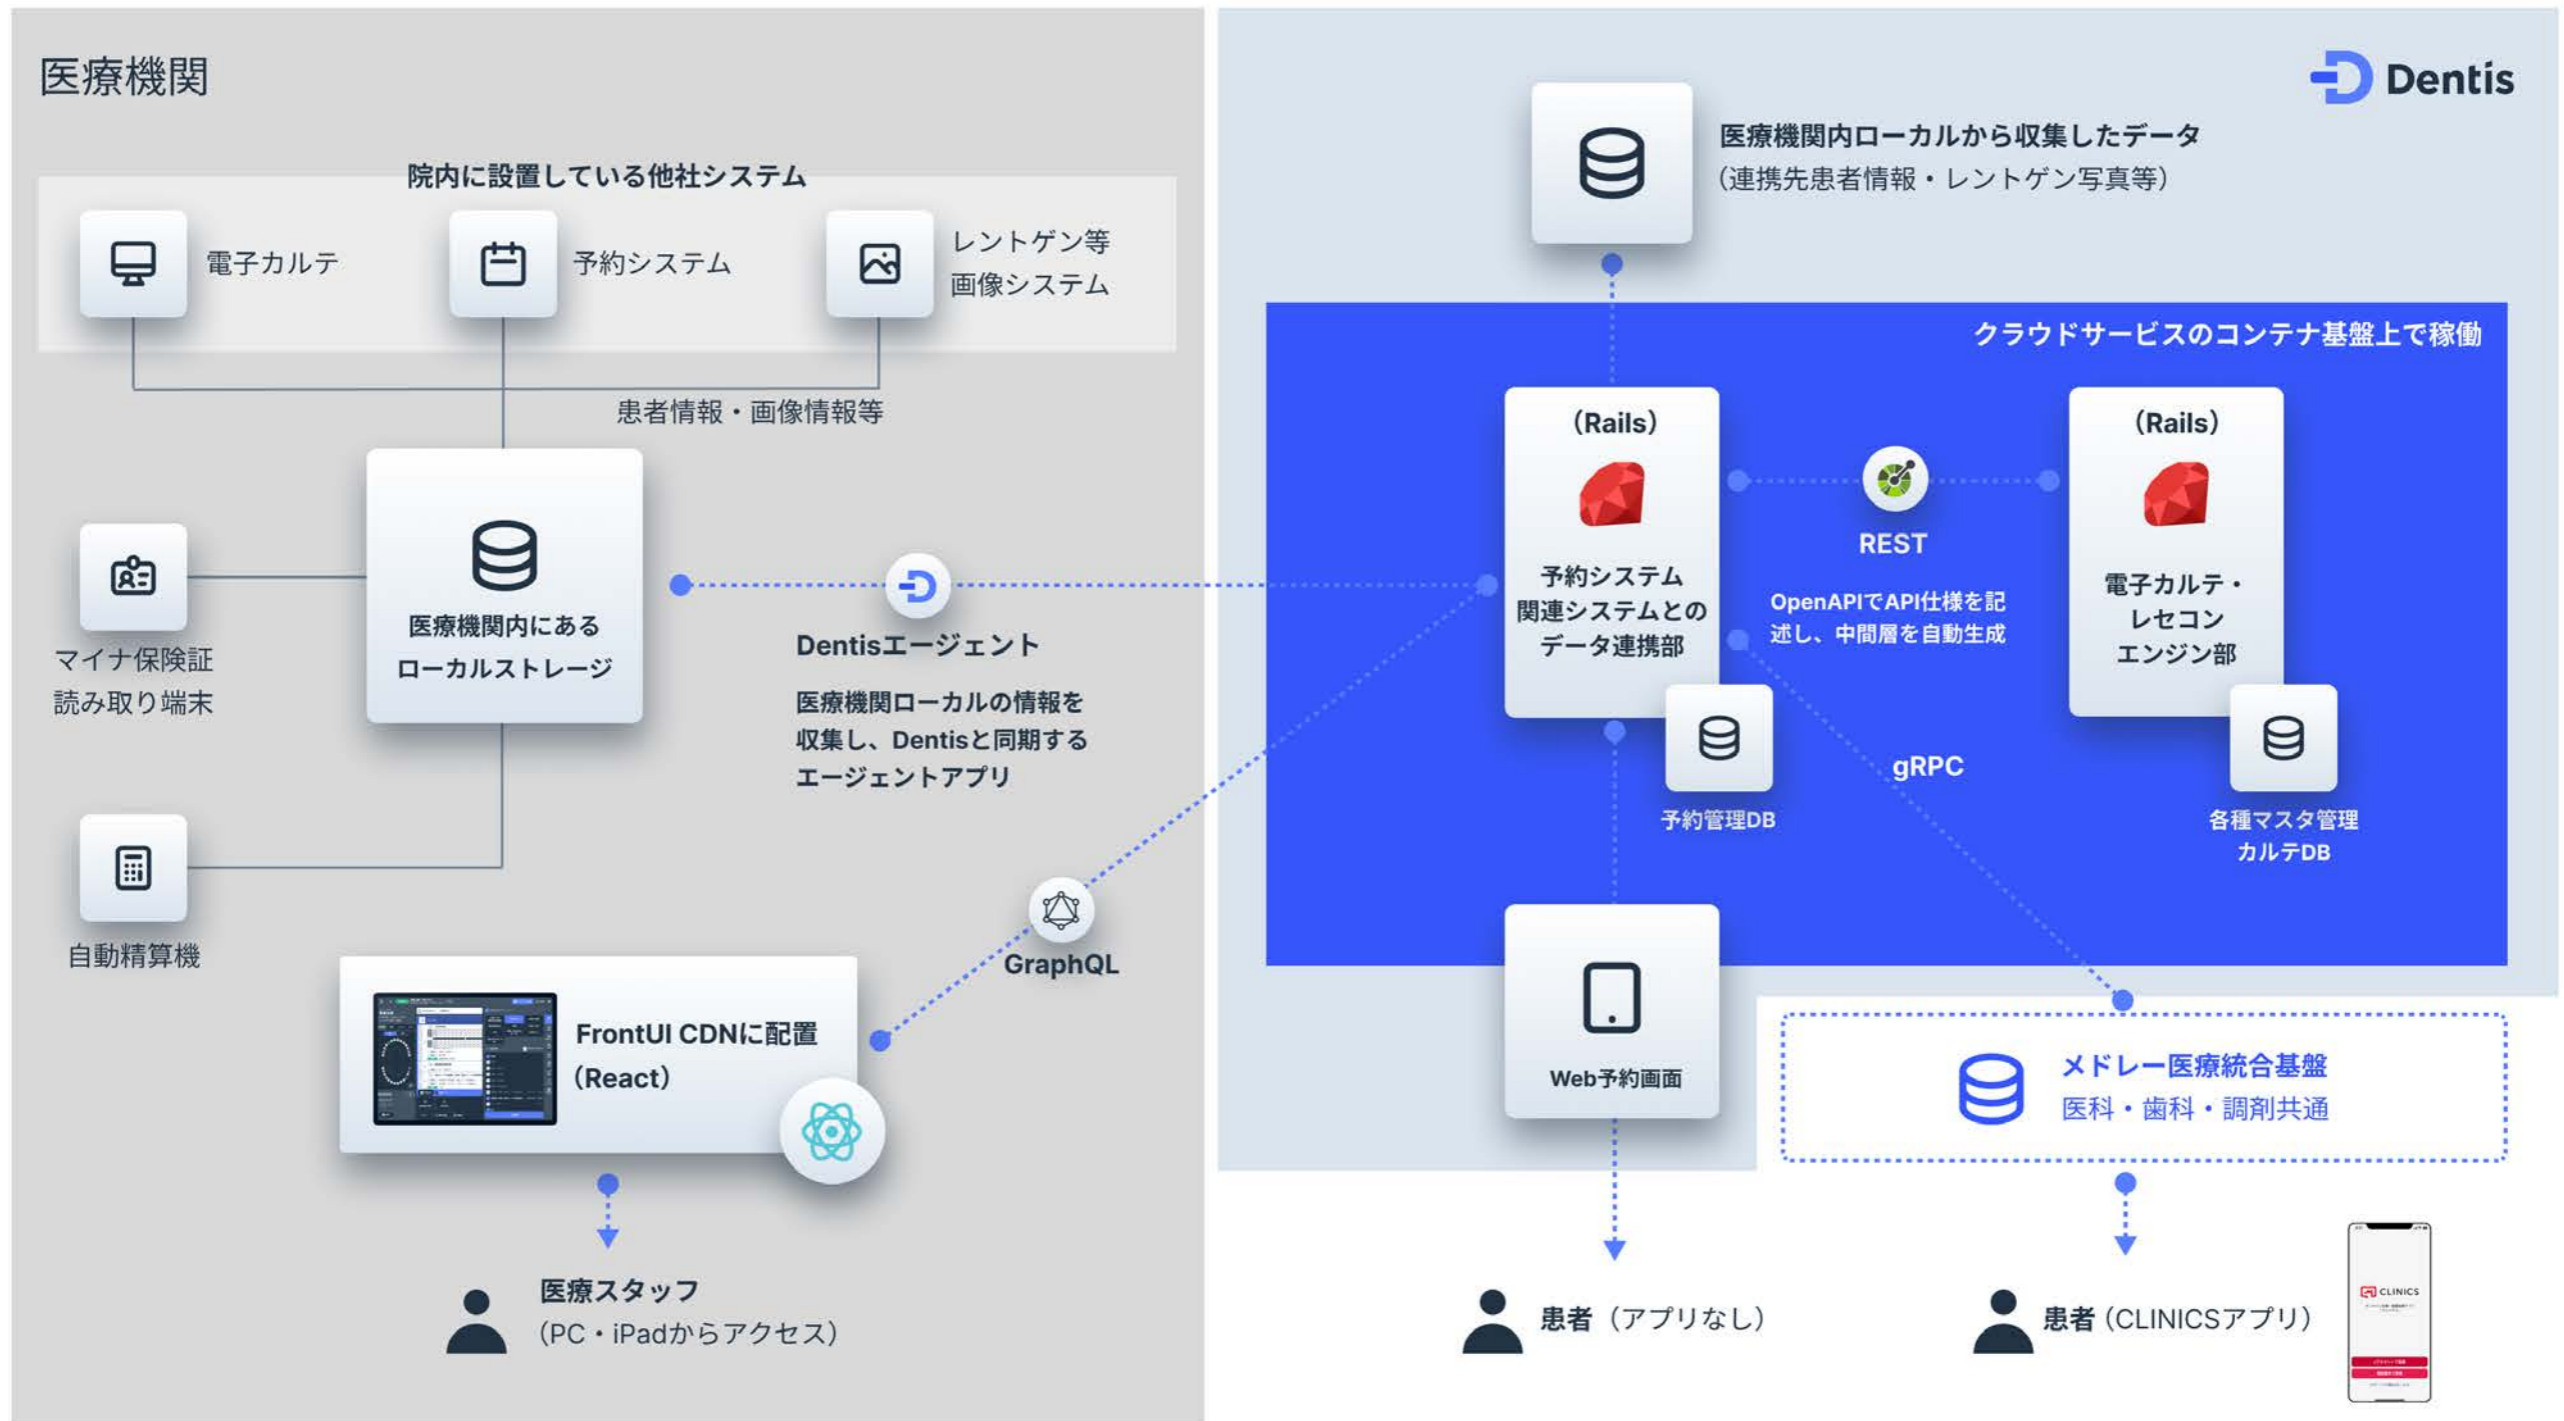 医療機関
院内に設置している他社システム
電子カルテ
予約システム
レントゲン等
画像システム
患者情報・画像情報等
医療機関内にある
ローカルストレージ
マイナ保険証
読み取り端末
自動精算機
Dentisエージェント
医療機関ローカルの情報を
収集し、Dentisと同期する
エージェントアプリ
GraphQL
FrontUI CDNに配置
（React）
医療スタッフ
（PC・iPadからアクセス）
Dentis
医療機関内ローカルから収集したデータ
（連携先患者情報・レントゲン写真等）
クラウドサービスのコンテナ基盤上で稼働
（Rails）
予約システム
関連システムとの
データ連携部
予約管理DB
REST
OpenAPIでAPI仕様を記
述し、中間層を自動生成
（Rails）
電子カルテ・
レセコン
エンジン部
各種マスタ管理
カルテDB
gRPC
Web予約画面
メドレー医療統合基盤
医科・歯科・調剤共通
患者（アプリなし）
患者（CLINICSアプリ）
CLINICS